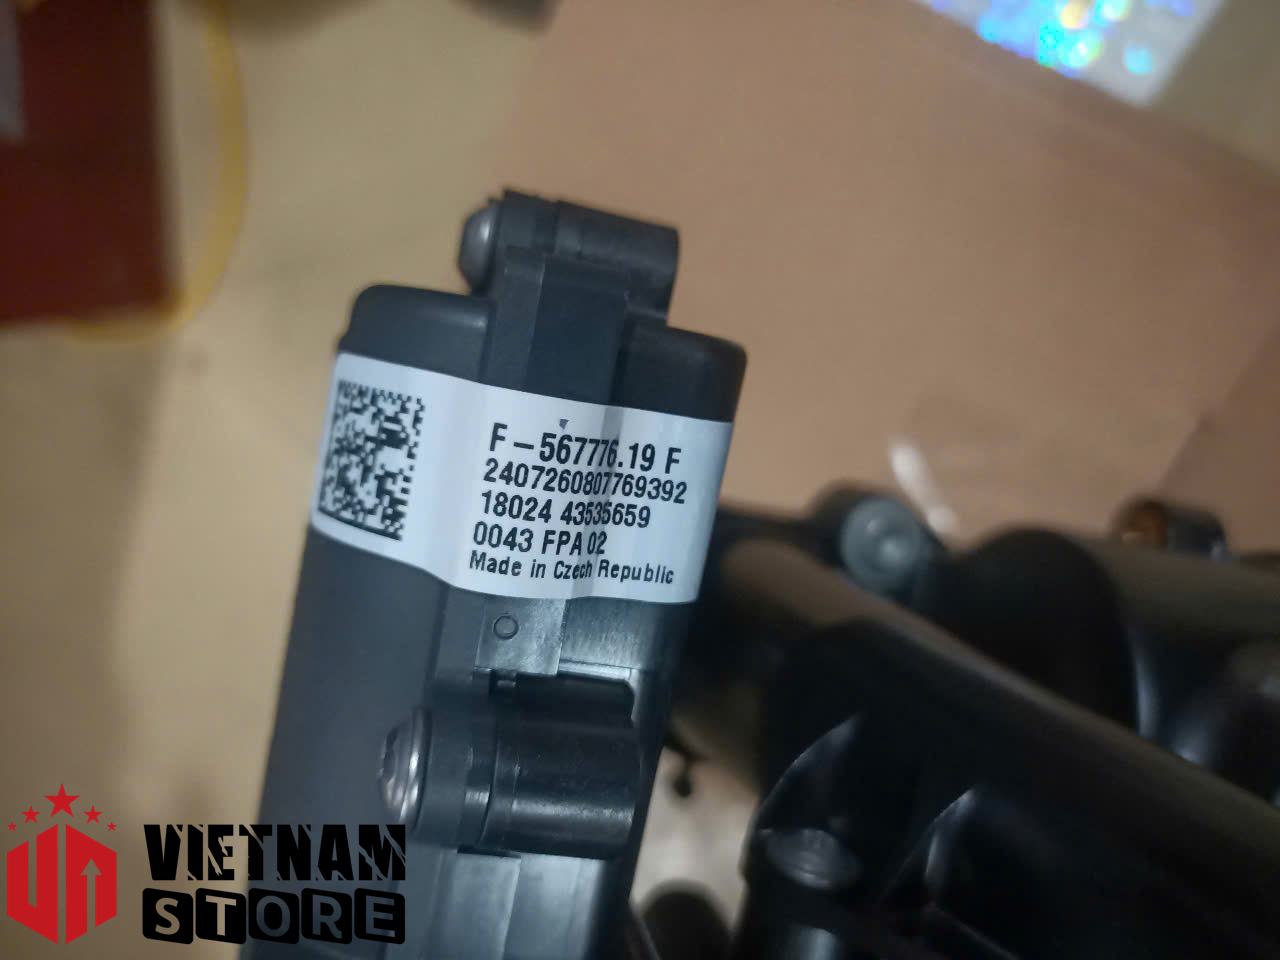 F-567776.19 F
2407260807769392
18024 43535659
0043 FPA 02
Made in Czech Republic
VIETNAM
STORE